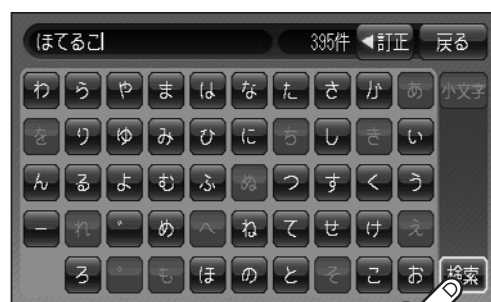 ほてるこ 395件 ◀訂正 戻る
わ ら や ま は な た さ か あ 小文字
を り ゆ み ひ に ち し き い
ん る よ む ふ ぬ つ す く う
ー れ ゛ め へ ね て せ け え
ろ ゜ も ほ の と そ こ お 検索